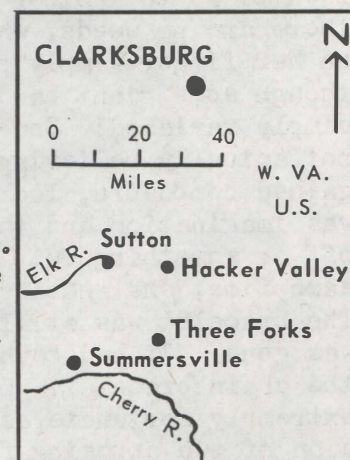 N
CLARKSBURG
0 20 40
Miles
W. VA.
U.S.
Elk R.
Sutton
Hacker Valley
Three Forks
Summersville
Cherry R.